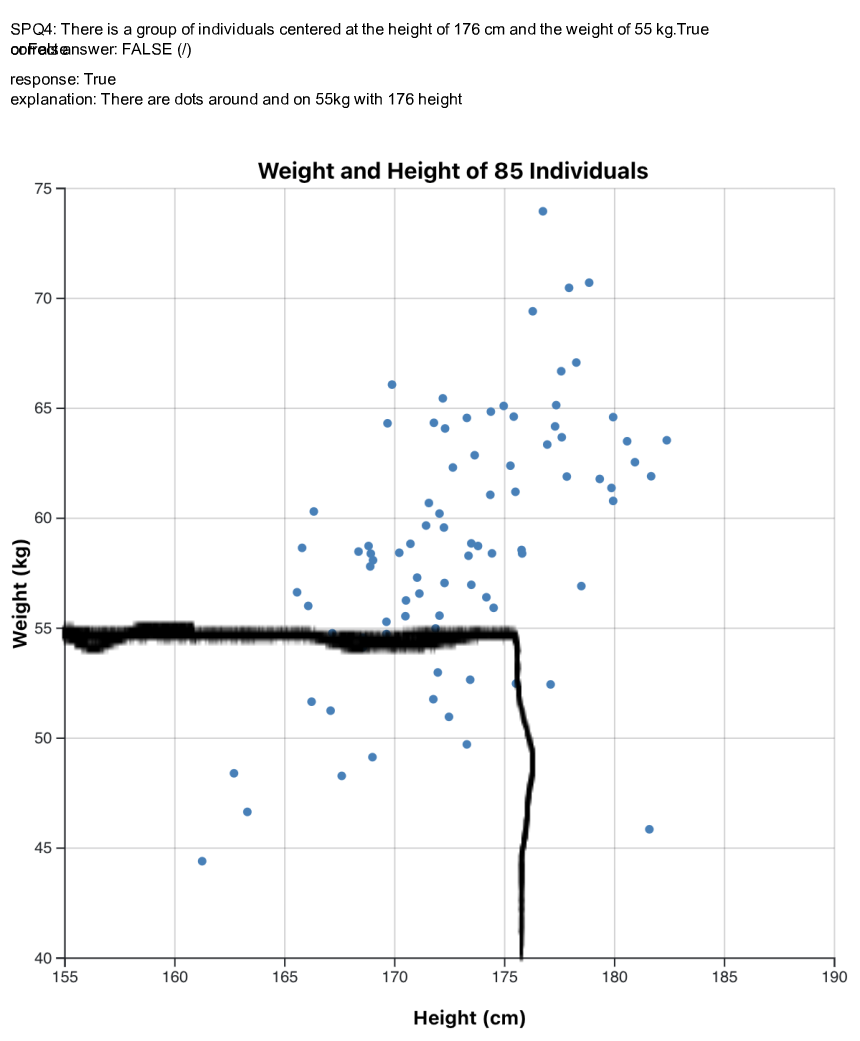 SPQ4: There is a group of individuals centered at the height of 176 cm and the weight of 55 kg.True
or False
correct answer: FALSE (/)
response: True
explanation: There are dots around and on 55kg with 176 height
Weight and Height of 85 Individuals
75
70
65
60
55
50
45
40
Weight (kg)
155 160 165 170 175 180 185 190
Height (cm)